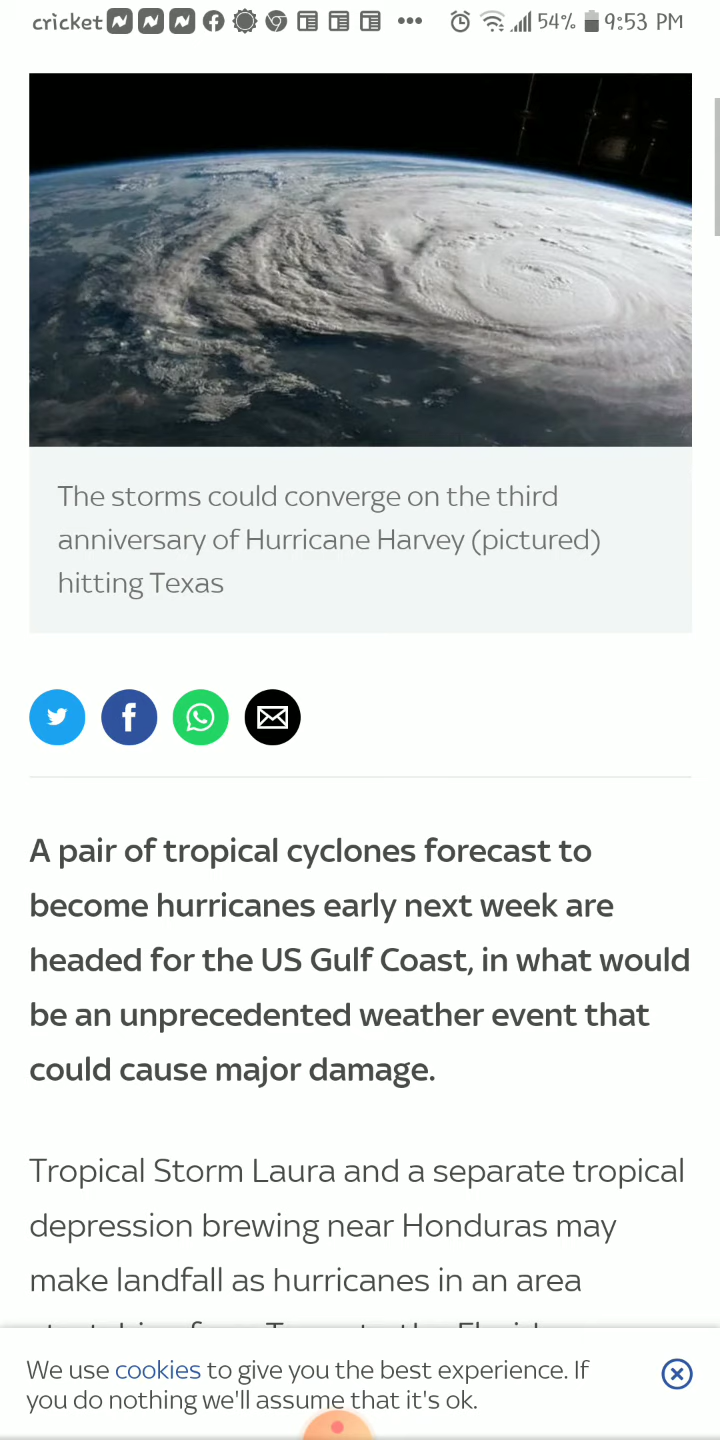 cricket 54% 9:53 PM
The storms could converge on the third
anniversary of Hurricane Harvey (pictured)
hitting Texas
A pair of tropical cyclones forecast to
become hurricanes early next week are
headed for the US Gulf Coast, in what would
be an unprecedented weather event that
could cause major damage.
Tropical Storm Laura and a separate tropical
depression brewing near Honduras may
make landfall as hurricanes in an area
We use cookies to give you the best experience. If
you do nothing we'll assume that it's ok.